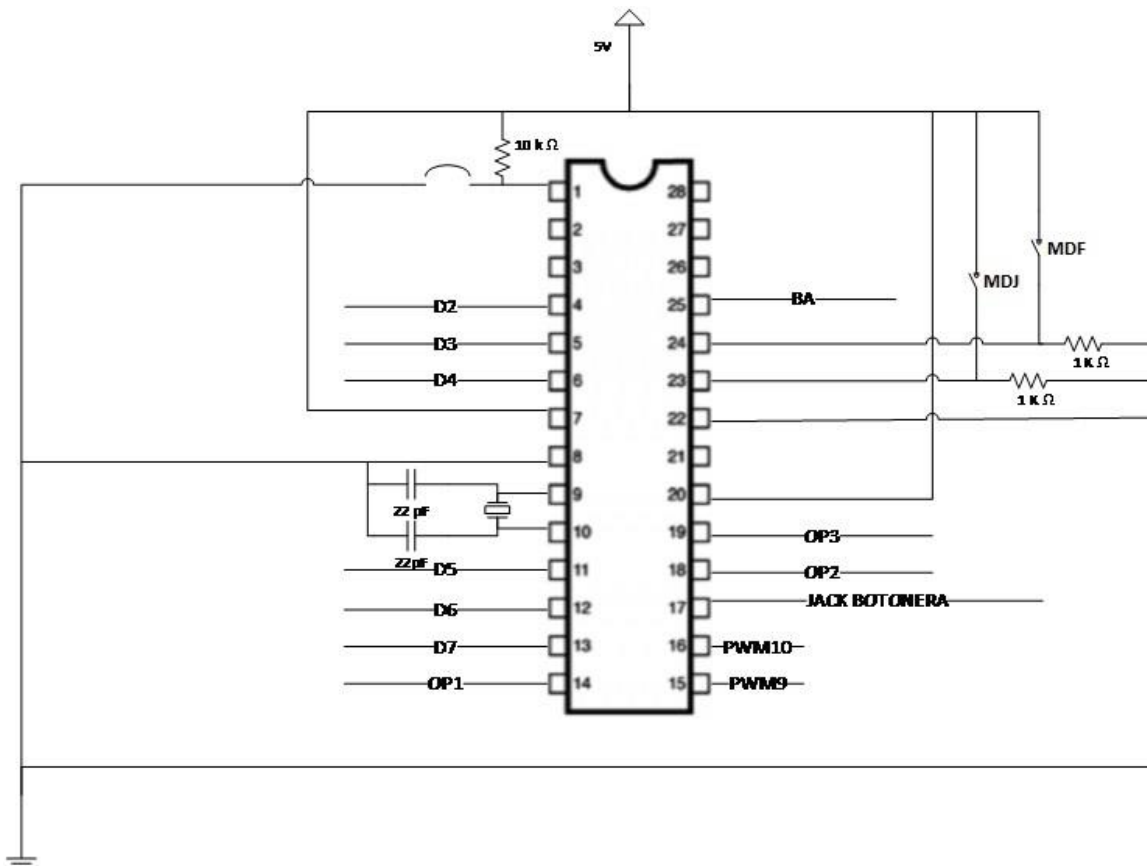 5V
10 k Ω
1
28
2
27
3
26
MDF
MDJ
D2
4
25
BA
D3
5
24
1 K Ω
D4
6
23
1 K Ω
7
22
8
21
9
20
22 pF
10
19
OP3
22pF
D5
11
18
OP2
D6
12
17
JACK BOTONERA
D7
13
16
PWM10
OP1
14
15
PWM9